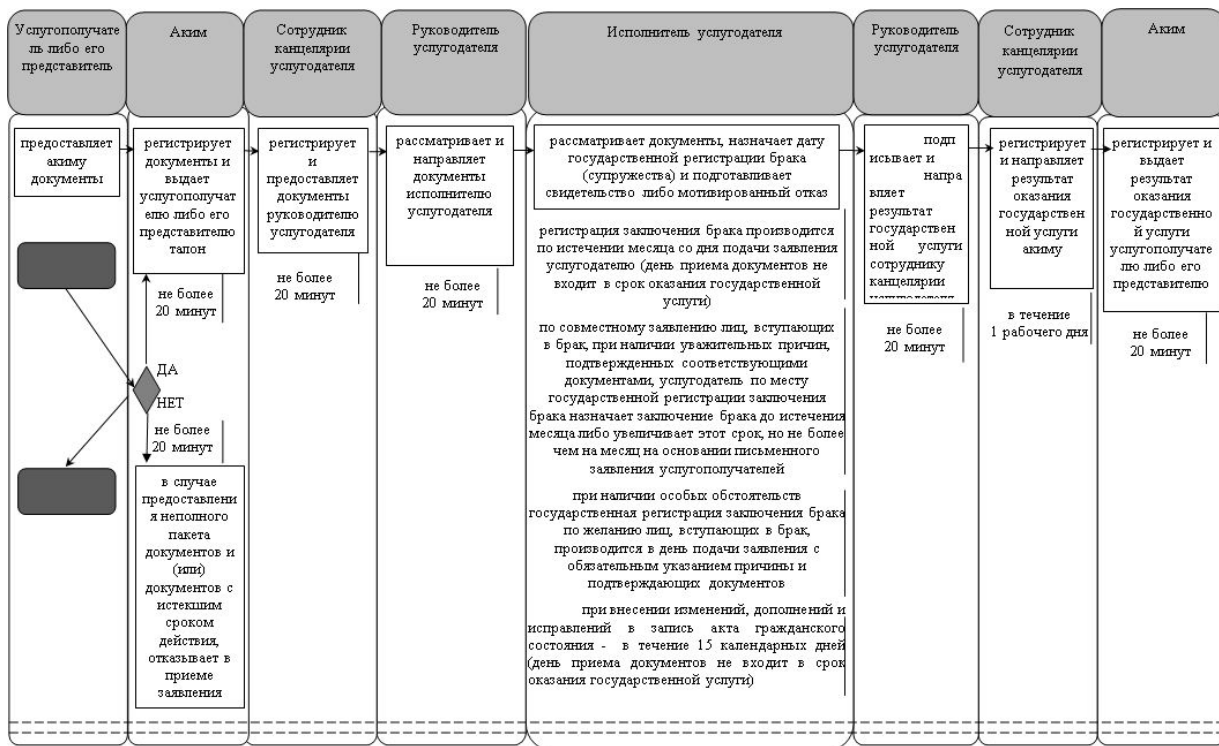 Услугополучате
ль либо его
представитель
Аким
Сотрудник
канцелярии
услугодателя
Руководитель
услугодателя
Исполнитель услугодателя
Руководитель
услугодателя
Сотрудник
канцелярии
услугодателя
Аким
предоставляет
акиму
документы
регистрирует
документы и
выдает
услугополучат
елю либо его
представителю
талон
не более
20 минут
ДА
НЕТ
не более
20 минут
в случае
предоставлени
я неполного
пакета
документов и
(или)
документов с
истекшим
сроком
действия,
отказывает в
приеме
заявления
регистрирует
и
предоставляет
документы
руководителю
услугодателя
не более
20 минут
рассматривает и
направляет
документы
исполнителю
услугодателя
не более
20 минут
рассматривает документы, назначает дату
государственной регистрации брака
(супружества) и подготавливает
свидетельство либо мотивированный отказ
регистрация заключения брака производится
по истечении месяца со дня подачи заявления
услугодателю (день приема документов не
входит в срок оказания государственной
услуги)
по совместному заявлению лиц, вступающих
в брак, при наличии уважительных причин,
подтвержденных соответствующими
документами, услугодатель по месту
государственной регистрации заключения
брака назначает заключение брака до истечения
месяца либо увеличивает этот срок, но не более
чем на месяц на основании письменного
заявления услугополучателей
при наличии особых обстоятельств
государственная регистрация заключения брака
по желанию лиц, вступающих в брак,
производится в день подачи заявления с
обязательным указанием причины и
подтверждающих документов
при внесении изменений, дополнений и
исправлений в запись акта гражданского
состояния - в течение 15 календарных дней
(день приема документов не входит в срок
оказания государственной услуги)
подп
исывает и
напра
вляет
результат
государствен
ной услуги
сотруднику
канцелярии
не более
20 минут
регистрирует
и направляет
результат
оказания
государствен
ной услуги
акиму
в течение
1 рабочего дня
регистрирует и
выдает
результат
оказания
государственно
й услуги
услугополучате
лю либо его
представителю
не более
20 минут